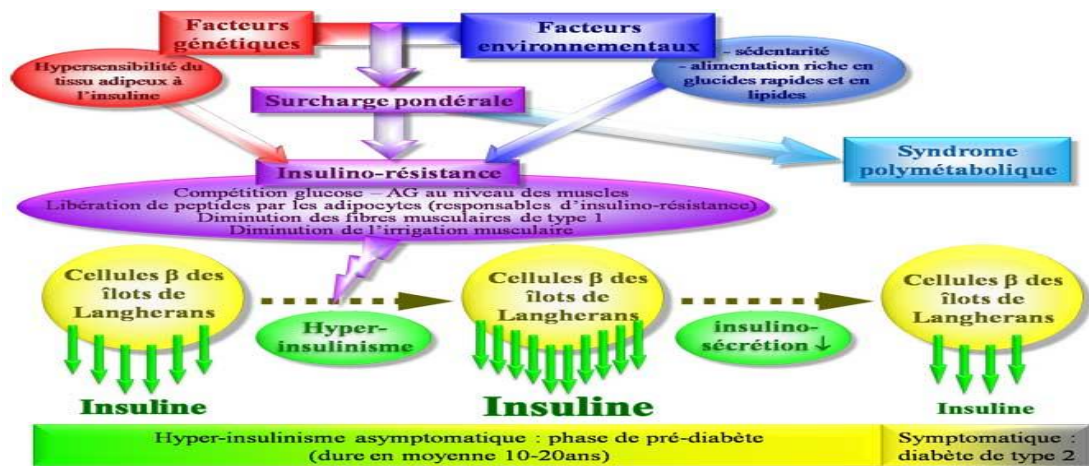 Facteurs
génétiques
Facteurs
environnementaux
Hypersensibilité du
tissu adipeux à
l'insuline
- sédentarité
- alimentation riche en
glucides rapides et en
lipides
Surcharge pondérale
Syndrome
polymétabolique
Insulino-résistance
Compétition glucose – AG au niveau des muscles
Libération de peptides par les adipocytes (responsables d'insulino-résistance)
Diminution des fibres musculaires de type 1
Diminution de l'irrigation musculaire
Cellules β des
îlots de
Langherans
Hyper-
insulinisme
Cellules β des
îlots de
Langherans
insulino-
sécrétion ↓
Cellules β des
îlots de
Langherans
Insuline
Insuline
Insuline
Hyper-insulinisme asymptomatique : phase de pré-diabète
(dure en moyenne 10-20ans)
Symptomatique :
diabète de type 2